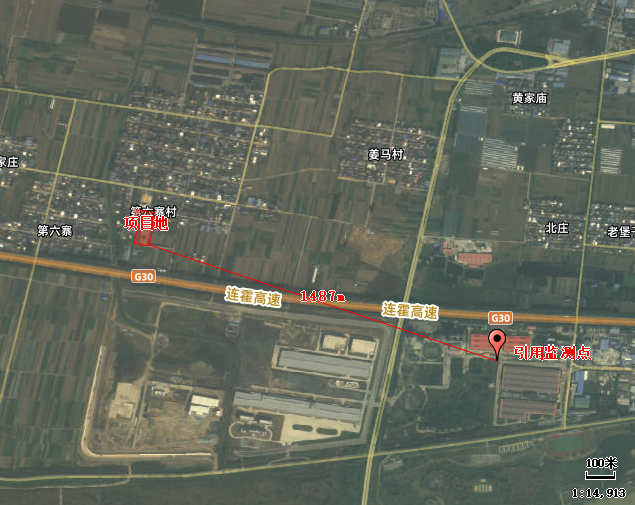 黄家庙
姜马村
家庄
第六寨村
项目地
第六寨
北庄
老堡子
G30
连霍高速
1487m
连霍高速
G30
引用监测点
100米
1:14,913